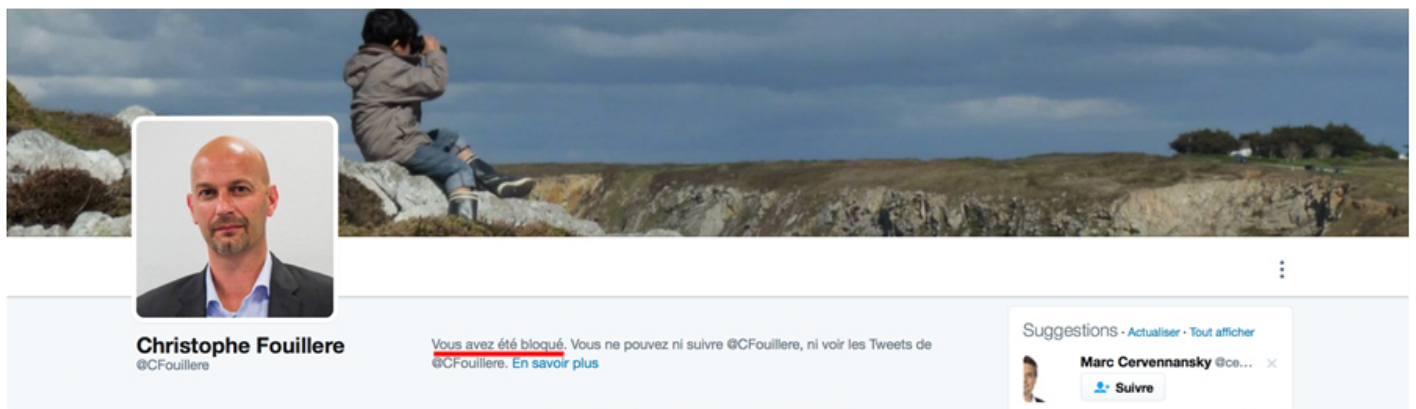 Christophe Fouillere
@CFouillere
Vous avez été bloqué. Vous ne pouvez ni suivre @CFouillere, ni voir les Tweets de
@CFouillere. En savoir plus
Suggestions · Actualiser · Tout afficher
Marc Cervennansky @ce...
Suivre